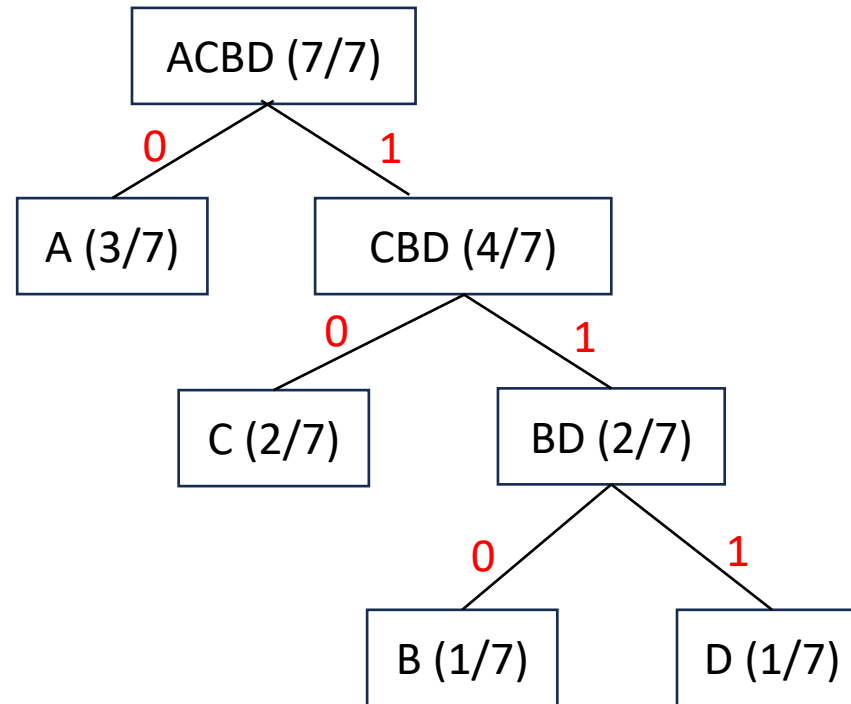 ACBD (7/7)
0 1
A (3/7) CBD (4/7)
0 1
C (2/7) BD (2/7)
0 1
B (1/7) D (1/7)